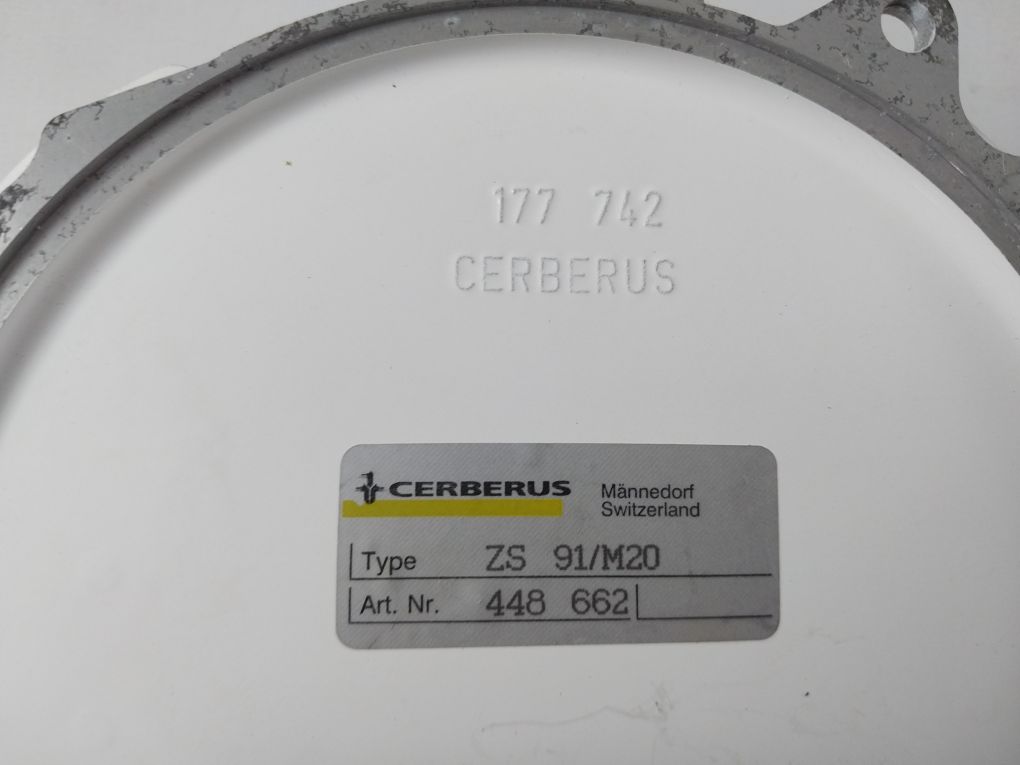 177 742
CERBERUS
CERBERUS
Männedorf
Switzerland
Type ZS 91/M20
Art. Nr. 448 662